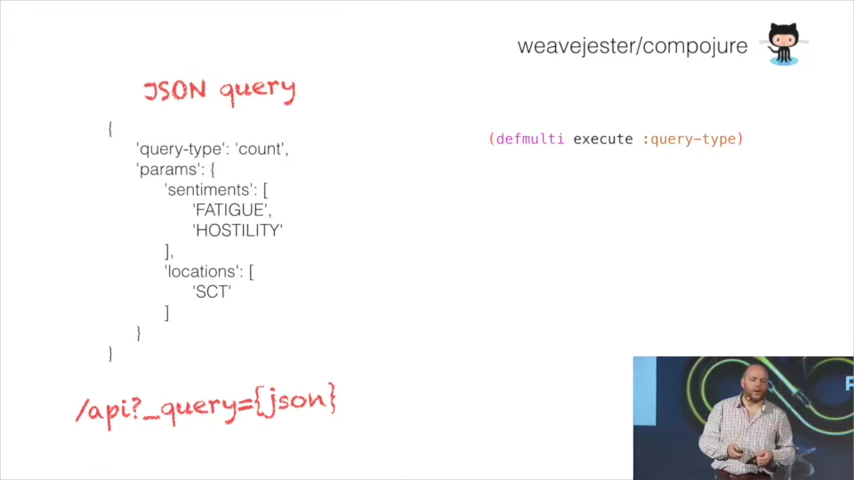 weavejester/compojure
JSON query
{
'query-type': 'count',
'params': {
'sentiments': [
'FATIGUE',
'HOSTILITY'
],
'locations': [
'SCT'
]
}
}
/api?_query={json}
(defmulti execute :query-type)